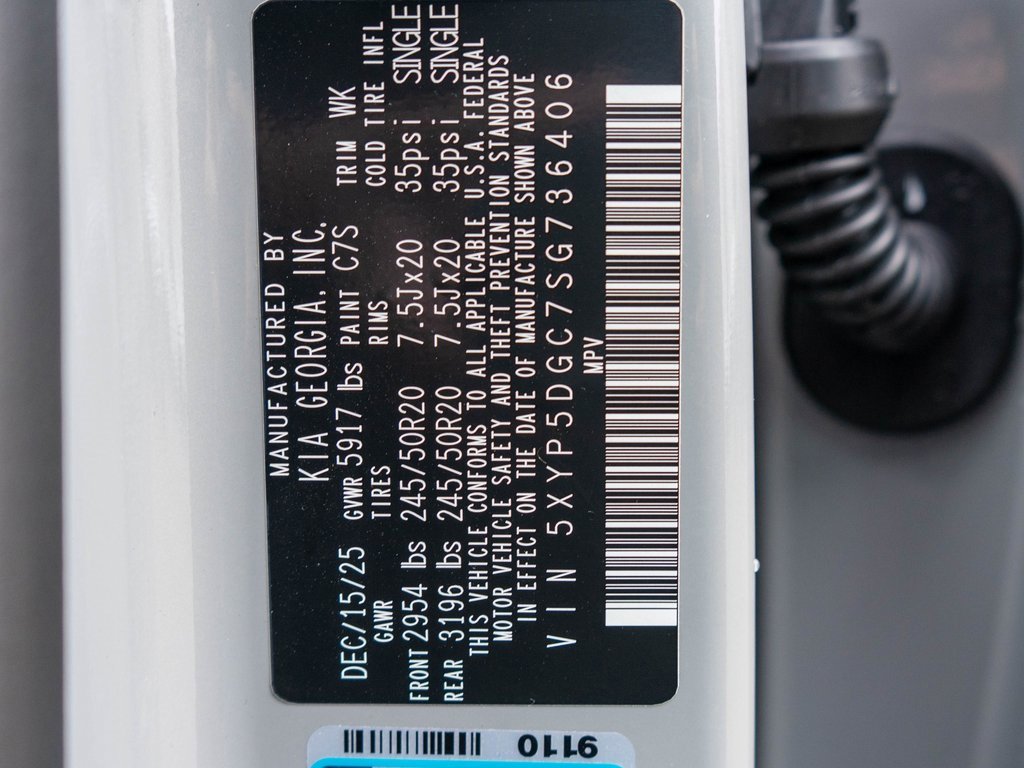 MANUFACTURED BY
KIA GEORGIA, INC.
DEC/15/25 GVWR 5917 lbs PAINT C7S TRIM WK
GAWR TIRES RIMS COLD TIRE INFL
FRONT 2954 lbs 245/50R20 7.5Jx20 35psi SINGLE
REAR 3196 lbs 245/50R20 7.5Jx20 35psi SINGLE
THIS VEHICLE CONFORMS TO ALL APPLICABLE U.S.A. FEDERAL
MOTOR VEHICLE SAFETY AND THEFT PREVENTION STANDARDS
IN EFFECT ON THE DATE OF MANUFACTURE SHOWN ABOVE
VIN 5XYP5DGC7SG736406
MPV
9110